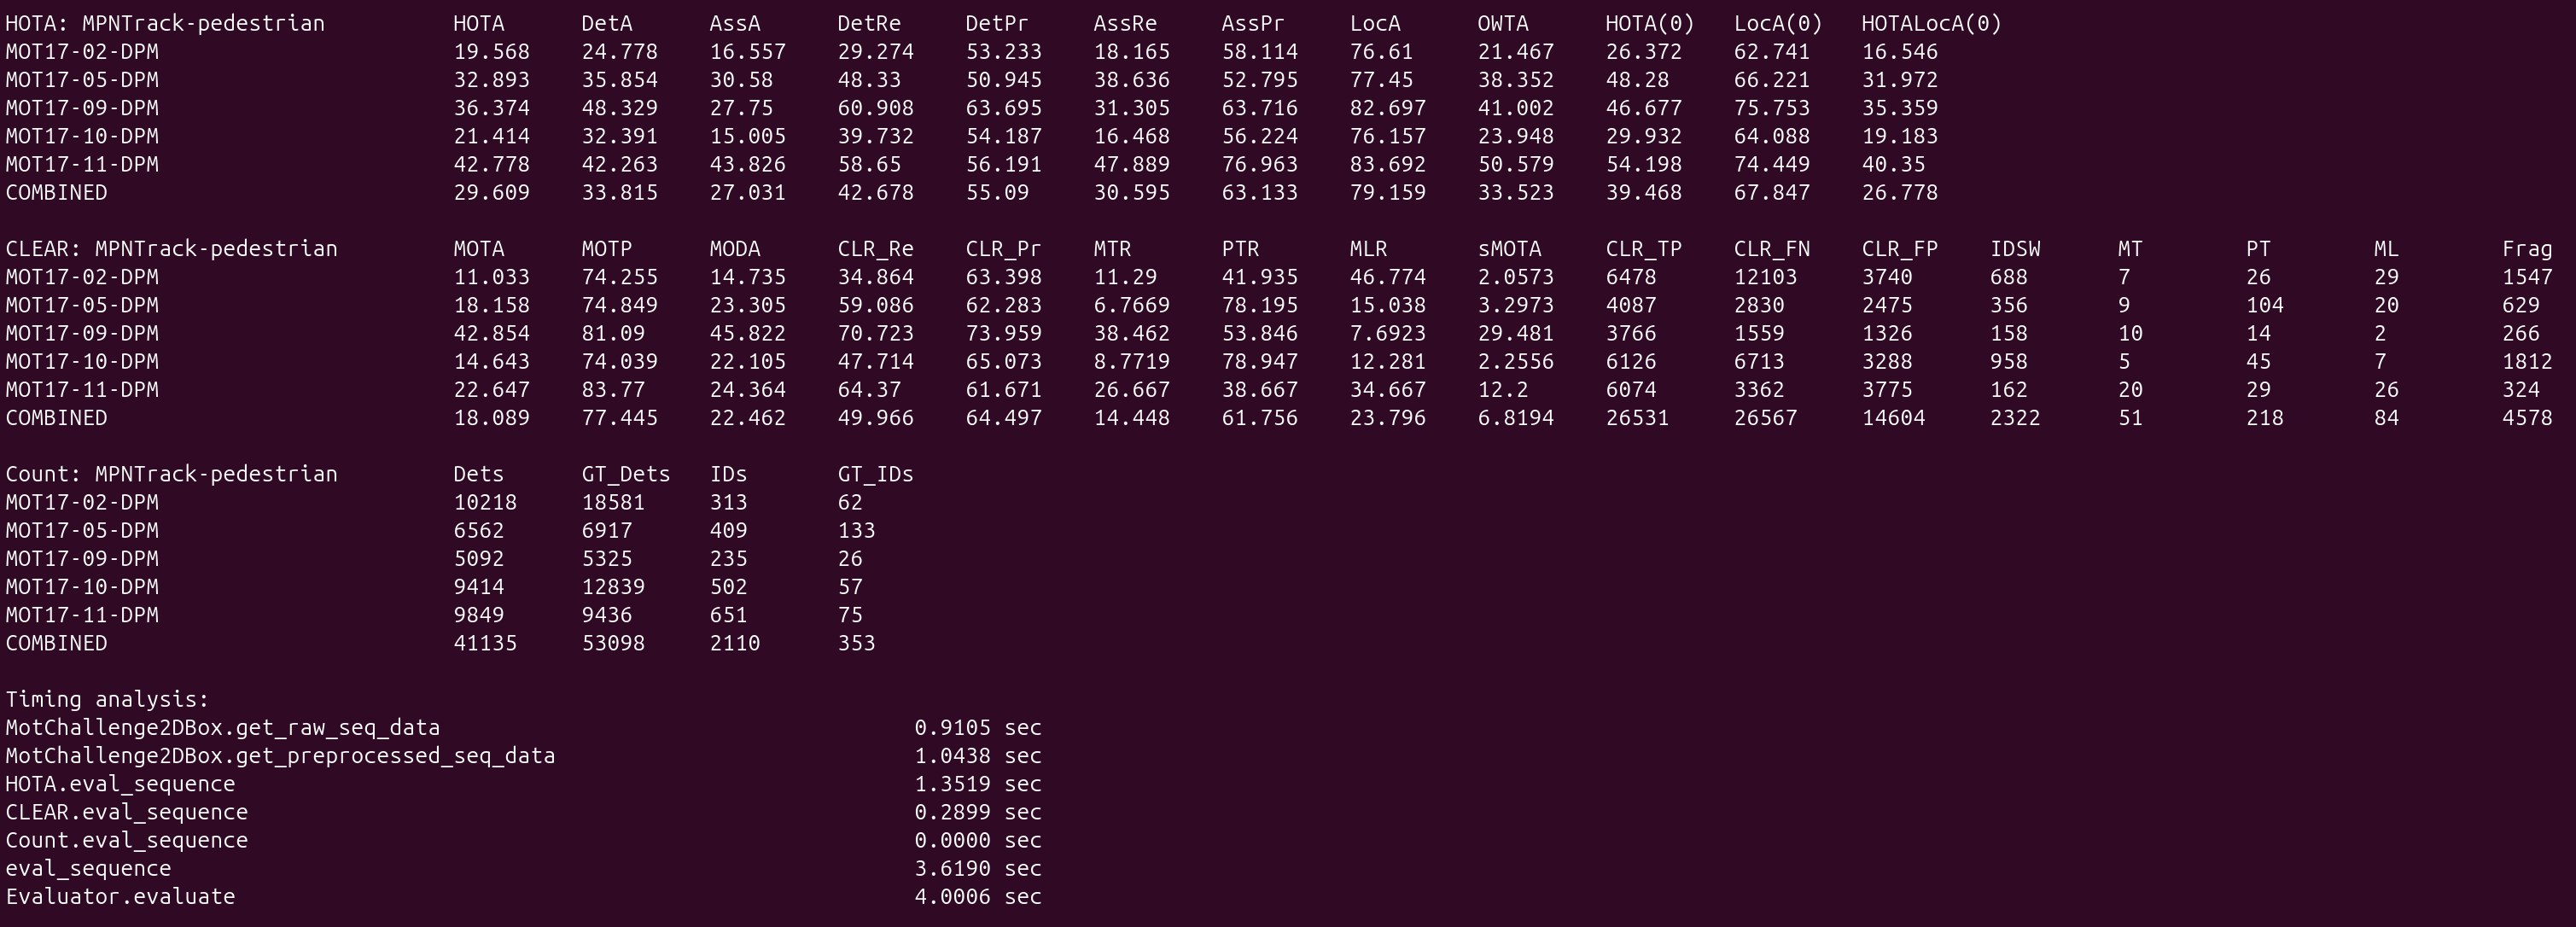 HOTA: MPNTrack-pedestrian HOTA DetA AssA DetRe DetPr AssRe AssPr LocA OWTA HOTA(0) LocA(0) HOTALocA(0)
MOT17-02-DPM 19.568 24.778 16.557 29.274 53.233 18.165 58.114 76.61 21.467 26.372 62.741 16.546
MOT17-05-DPM 32.893 35.854 30.58 48.33 50.945 38.636 52.795 77.45 38.352 48.28 66.221 31.972
MOT17-09-DPM 36.374 48.329 27.75 60.908 63.695 31.305 63.716 82.697 41.002 46.677 75.753 35.359
MOT17-10-DPM 21.414 32.391 15.005 39.732 54.187 16.468 56.224 76.157 23.948 29.932 64.088 19.183
MOT17-11-DPM 42.778 42.263 43.826 58.65 56.191 47.889 76.963 83.692 50.579 54.198 74.449 40.35
COMBINED 29.609 33.815 27.031 42.678 55.09 30.595 63.133 79.159 33.523 39.468 67.847 26.778
CLEAR: MPNTrack-pedestrian MOTA MOTP MODA CLR_Re CLR_Pr MTR PTR MLR sMOTA CLR_TP CLR_FN CLR_FP IDSW MT PT ML Frag
MOT17-02-DPM 11.033 74.255 14.735 34.864 63.398 11.29 41.935 46.774 2.0573 6478 12103 3740 688 7 26 29 1547
MOT17-05-DPM 18.158 74.849 23.305 59.086 62.283 6.7669 78.195 15.038 3.2973 4087 2830 2475 356 9 104 20 629
MOT17-09-DPM 42.854 81.09 45.822 70.723 73.959 38.462 53.846 7.6923 29.481 3766 1559 1326 158 10 14 2 266
MOT17-10-DPM 14.643 74.039 22.105 47.714 65.073 8.7719 78.947 12.281 2.2556 6126 6713 3288 958 5 45 7 1812
MOT17-11-DPM 22.647 83.77 24.364 64.37 61.671 26.667 38.667 34.667 12.2 6074 3362 3775 162 20 29 26 324
COMBINED 18.089 77.445 22.462 49.966 64.497 14.448 61.756 23.796 6.8194 26531 26567 14604 2322 51 218 84 4578
Count: MPNTrack-pedestrian Dets GT_Dets IDs GT_IDs
MOT17-02-DPM 10218 18581 313 62
MOT17-05-DPM 6562 6917 409 133
MOT17-09-DPM 5092 5325 235 26
MOT17-10-DPM 9414 12839 502 57
MOT17-11-DPM 9849 9436 651 75
COMBINED 41135 53098 2110 353
Timing analysis:
MotChallenge2DBox.get_raw_seq_data 0.9105 sec
MotChallenge2DBox.get_preprocessed_seq_data 1.0438 sec
HOTA.eval_sequence 1.3519 sec
CLEAR.eval_sequence 0.2899 sec
Count.eval_sequence 0.0000 sec
eval_sequence 3.6190 sec
Evaluator.evaluate 4.0006 sec